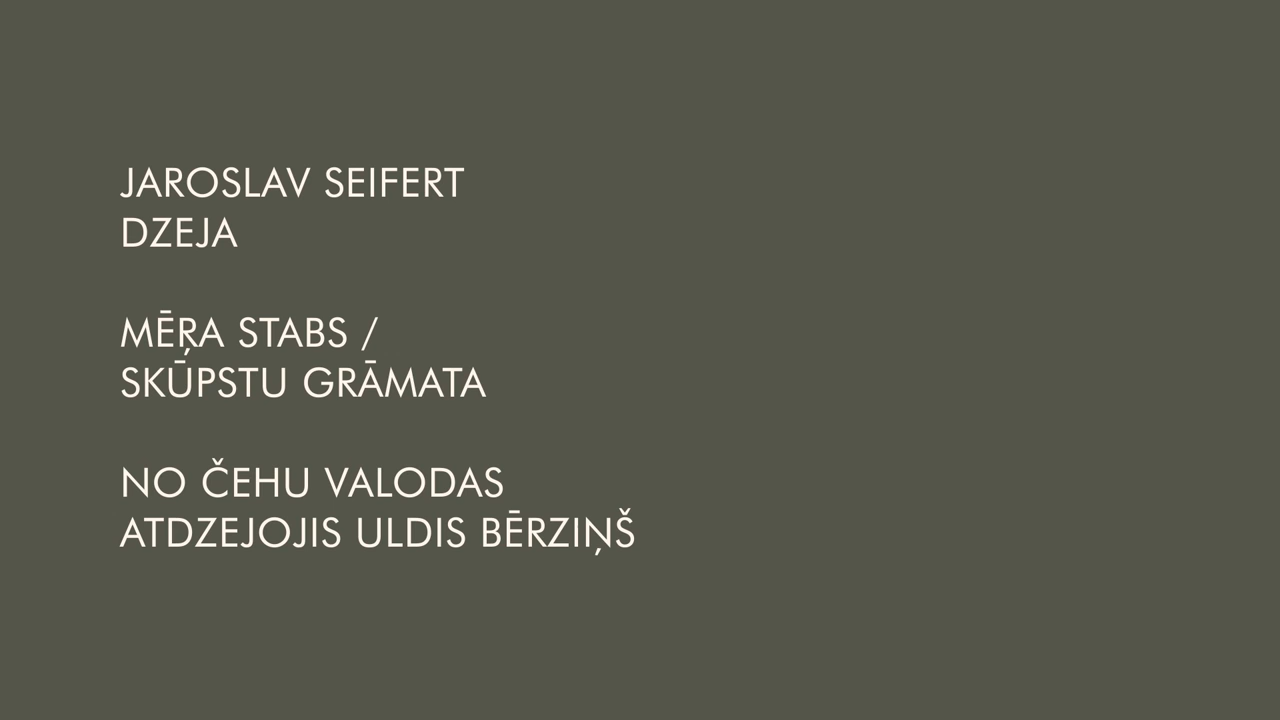 JAROSLAV SEIFERT
DZEJA
MĒŖA STABS /
SKŪPSTU GRĀMATA
NO ČEHU VALODAS
ATDZEJOJIS ULDIS BĒRZIŅŠ